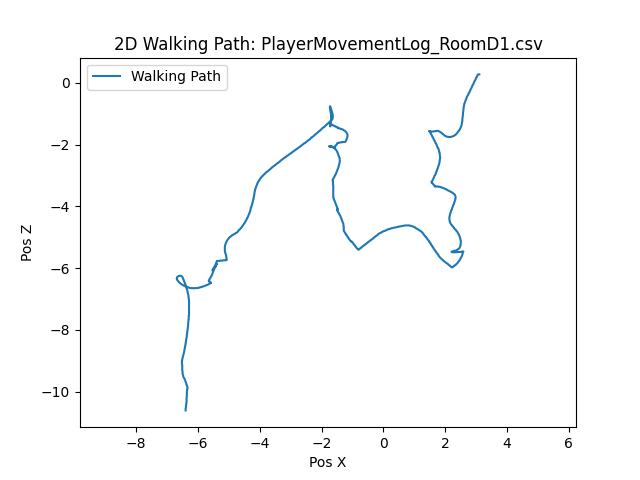 2D Walking Path: PlayerMovementLog_RoomD1.csv
Walking Path
0
−2
−4
−6
−8
−10
Pos Z
−8 −6 −4 −2 0 2 4 6
Pos X